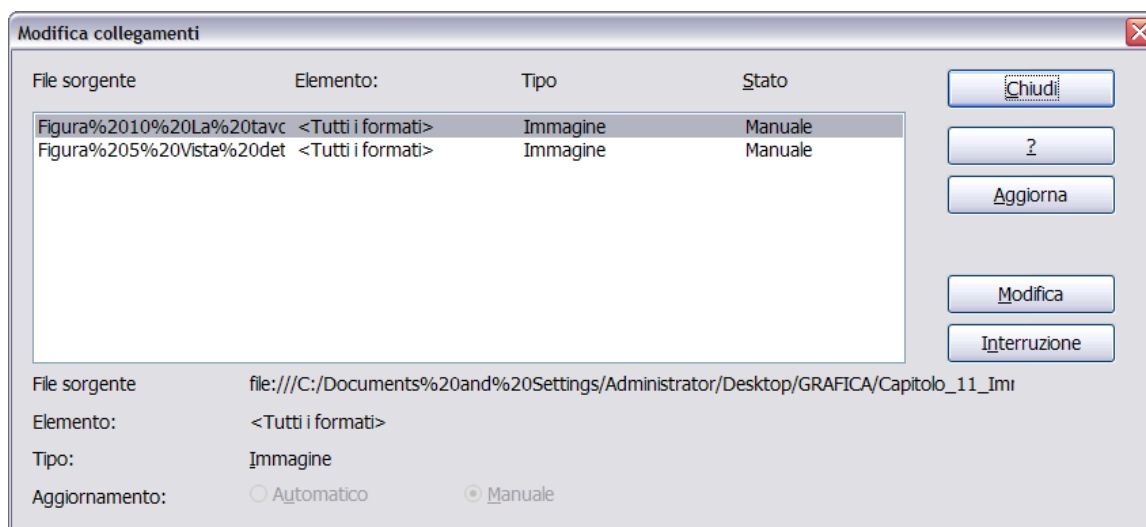 Modifica collegamenti
File sorgente Elemento: Tipo Stato
Chiudi
Figura%2010%20La%20tavc <Tutti i formati> Immagine Manuale
Figura%205%20Vista%20det <Tutti i formati> Immagine Manuale
?
Aggiorna
Modifica
Interruzione
File sorgente file:///C:/Documents%20and%20Settings/Administrator/Desktop/GRAFICA/Capitolo_11_Imr
Elemento: <Tutti i formati>
Tipo: Immagine
Aggiornamento: Automatico Manuale